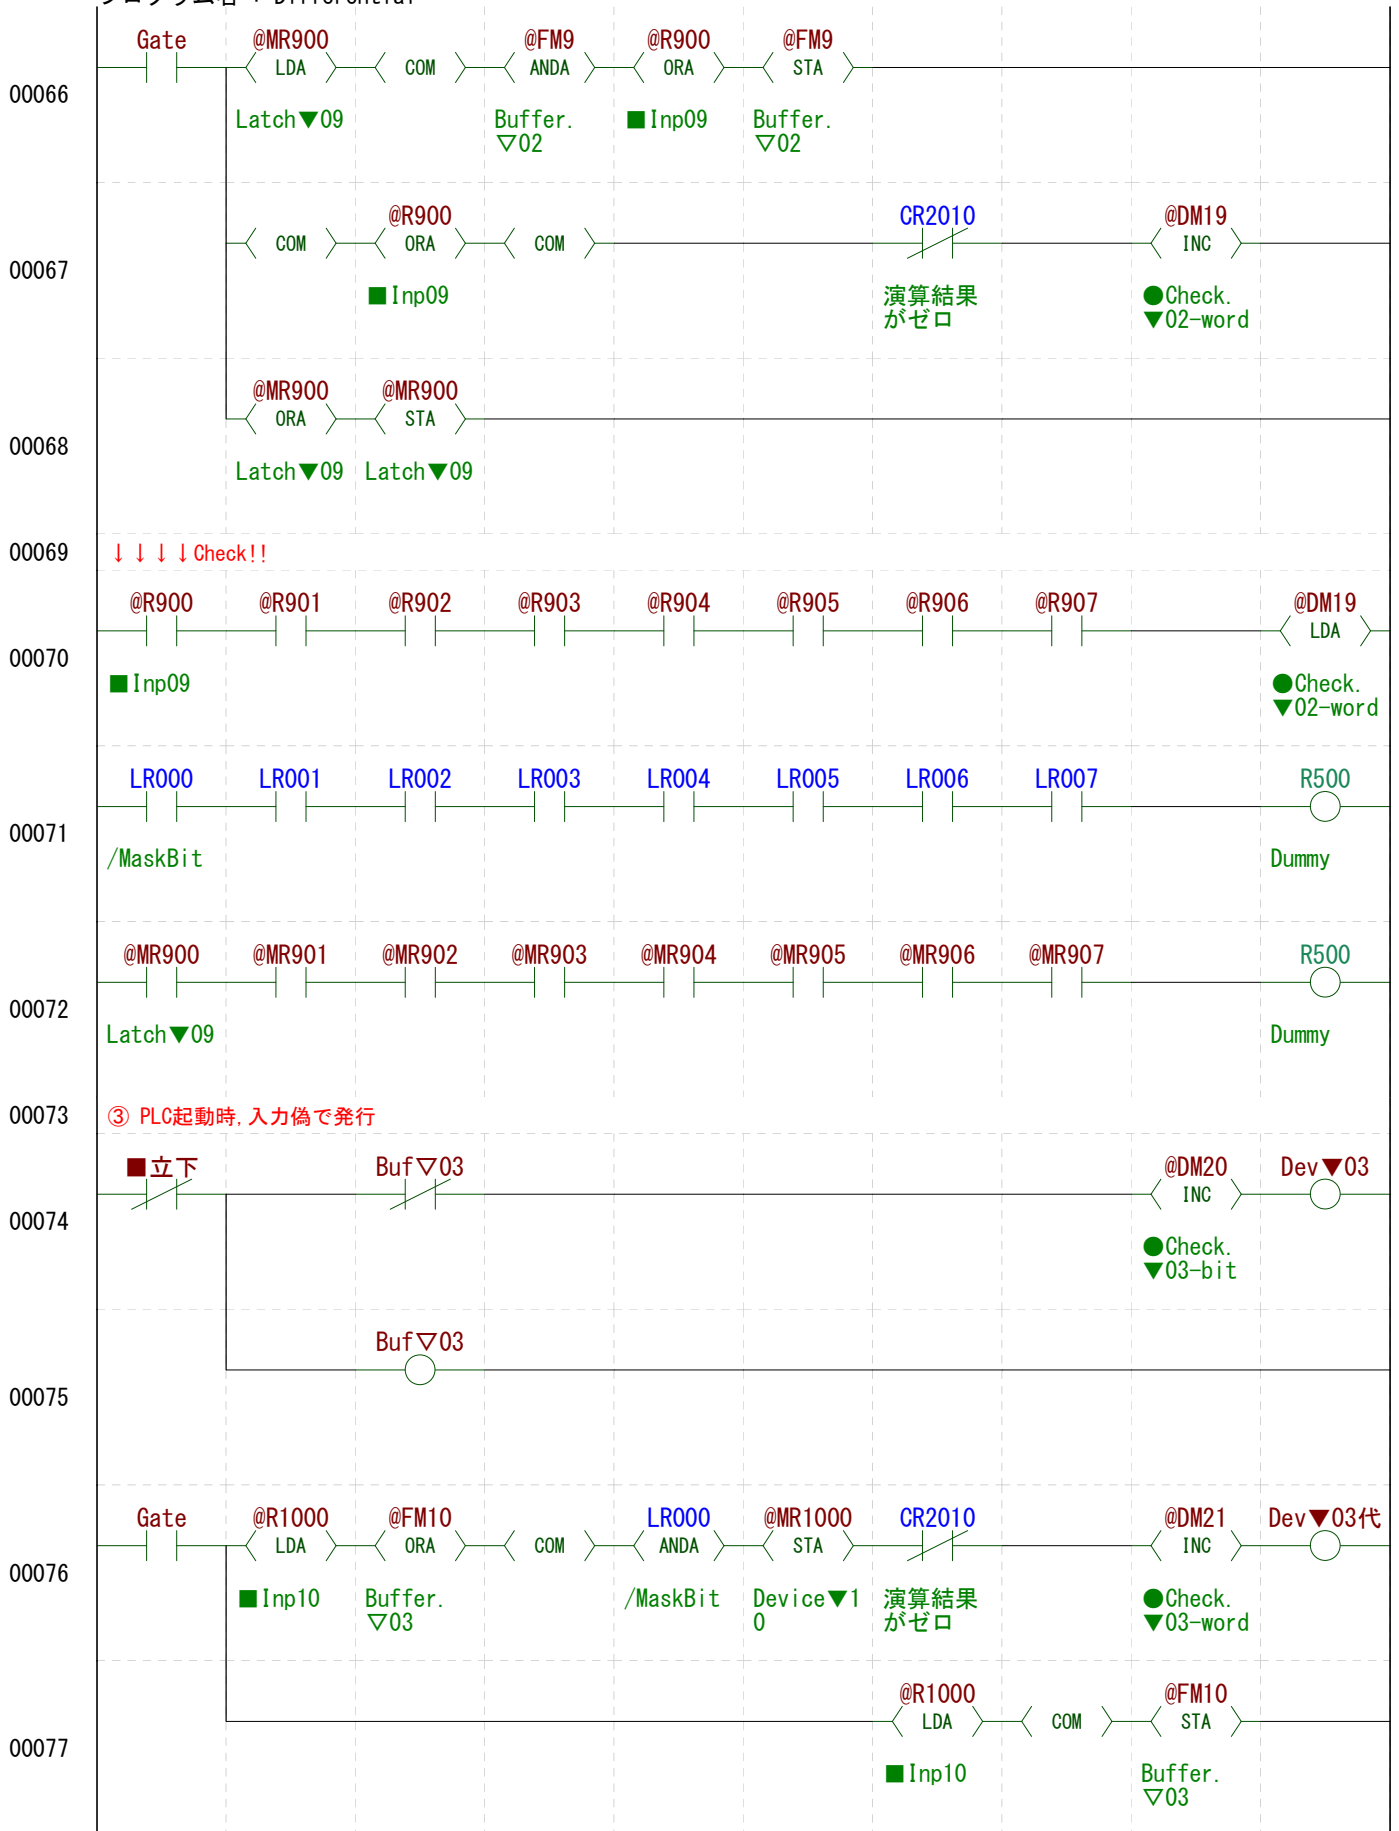 プログラム名 : Differential
Gate @MR900 @FM9 @R900 @FM9
LDA COM ANDA ORA STA
00066
Latch▼09 Buffer. ■Inp09 Buffer.
▽02 ▽02
@R900 CR2010 @DM19
COM ORA COM INC
00067
■Inp09 演算結果 ●Check.
がゼロ ▼02-word
@MR900 @MR900
ORA STA
00068
Latch▼09 Latch▼09
00069 ↓↓↓↓Check!!
@R900 @R901 @R902 @R903 @R904 @R905 @R906 @R907 @DM19
LDA
00070
■Inp09 ●Check.
▼02-word
LR000 LR001 LR002 LR003 LR004 LR005 LR006 LR007 R500
00071
/MaskBit Dummy
@MR900 @MR901 @MR902 @MR903 @MR904 @MR905 @MR906 @MR907 R500
00072
Latch▼09 Dummy
00073 ③ PLC起動時,入力偽で発行
■立下 Buf▽03 @DM20 Dev▼03
INC
00074
●Check.
▼03-bit
Buf▽03
00075
Gate @R1000 @FM10 LR000 @MR1000 CR2010 @DM21 Dev▼03代
LDA ORA COM ANDA STA INC
00076
■Inp10 Buffer. /MaskBit Device▼1 演算結果 ●Check.
▽03 0 がゼロ ▼03-word
@R1000 @FM10
LDA COM STA
00077
■Inp10 Buffer.
▽03